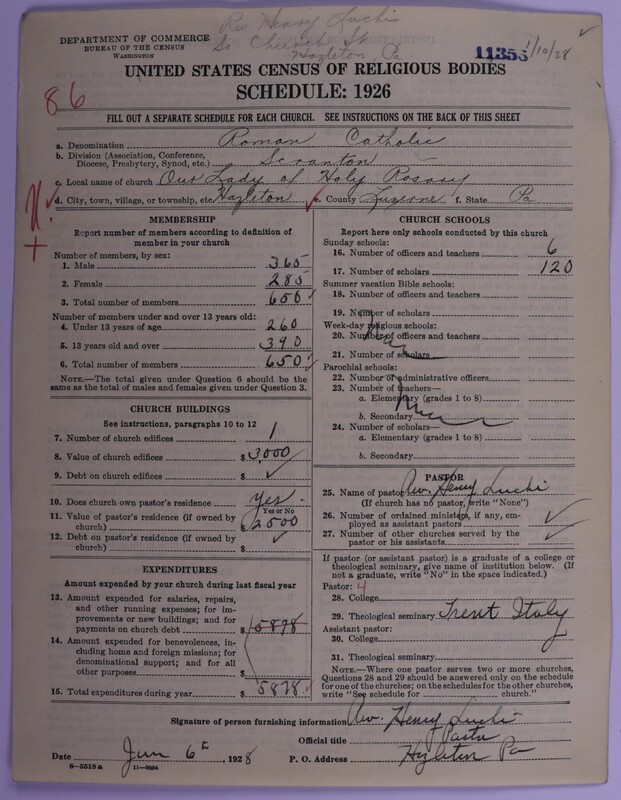 Rev Henry Luchi
So Church St
Hazleton, Pa.
DEPARTMENT OF COMMERCE
BUREAU OF THE CENSUS
WASHINGTON
11353 1/10/28
UNITED STATES CENSUS OF RELIGIOUS BODIES
SCHEDULE: 1926
86
FILL OUT A SEPARATE SCHEDULE FOR EACH CHURCH. SEE INSTRUCTIONS ON THE BACK OF THIS SHEET
a. Denomination Roman Catholic
b. Division (Association, Conference,
Diocese, Presbytery, Synod, etc.) Scranton
c. Local name of church Our Lady of Holy Rosary
d. City, town, village, or township, etc. Hazleton e. County Luzerne f. State Pa
MEMBERSHIP
Report number of members according to definition of
member in your church
Number of members, by sex:
1. Male 365
2. Female 285
3. Total number of members. 650
Number of members under and over 13 years old:
4. Under 13 years of age 260
5. 13 years old and over 390
6. Total number of members 650
NOTE.—The total given under Question 6 should be the
same as the total of males and females given under Question 3.
CHURCH BUILDINGS
See instructions, paragraphs 10 to 12
7. Number of church edifices 1
8. Value of church edifices $ 3,000
9. Debt on church edifices $
10. Does church own pastor's residence Yes.
Yes or No
11. Value of pastor's residence (if owned by
church) $ 2500
12. Debt on pastor's residence (if owned by
church) $
EXPENDITURES
Amount expended by your church during last fiscal year
13. Amount expended for salaries, repairs,
and other running expenses; for im-
provements or new buildings; and for
payments on church debt $ 5878
14. Amount expended for benevolences, in-
cluding home and foreign missions; for
denominational support; and for all
other purposes $
15. Total expenditures during year $ 5878
CHURCH SCHOOLS
Report here only schools conducted by this church
Sunday schools:
16. Number of officers and teachers 6
17. Number of scholars 120
Summer vacation Bible schools:
18. Number of officers and teachers
19. Number of scholars
Week-day religious schools:
20. Number of officers and teachers
21. Number of scholars
Parochial schools:
22. Number of administrative officers
23. Number of teachers—
a. Elementary (grades 1 to 8)
b. Secondary
24. Number of scholars—
a. Elementary (grades 1 to 8)
b. Secondary
PASTOR
25. Name of pastor Rev. Henry Luchi
(If church has no pastor, write "None")
26. Number of ordained ministers, if any, em-
ployed as assistant pastors
27. Number of other churches served by the
pastor or his assistants
If pastor (or assistant pastor) is a graduate of a college or
theological seminary, give name of institution below. (If
not a graduate, write "No" in the space indicated.)
Pastor: 4
28. College
29. Theological seminary Trent Italy
Assistant pastor:
30. College
31. Theological seminary
NOTE.—Where one pastor serves two or more churches,
Questions 28 and 29 should be answered only on the schedule
for one of the churches; on the schedules for the other churches,
write "See schedule for church."
Signature of person furnishing information Rev. Henry Luchi
Official title Pastor
Date Jan 6th, 1928 P. O. Address Hazleton Pa
8—5518a 11—9034